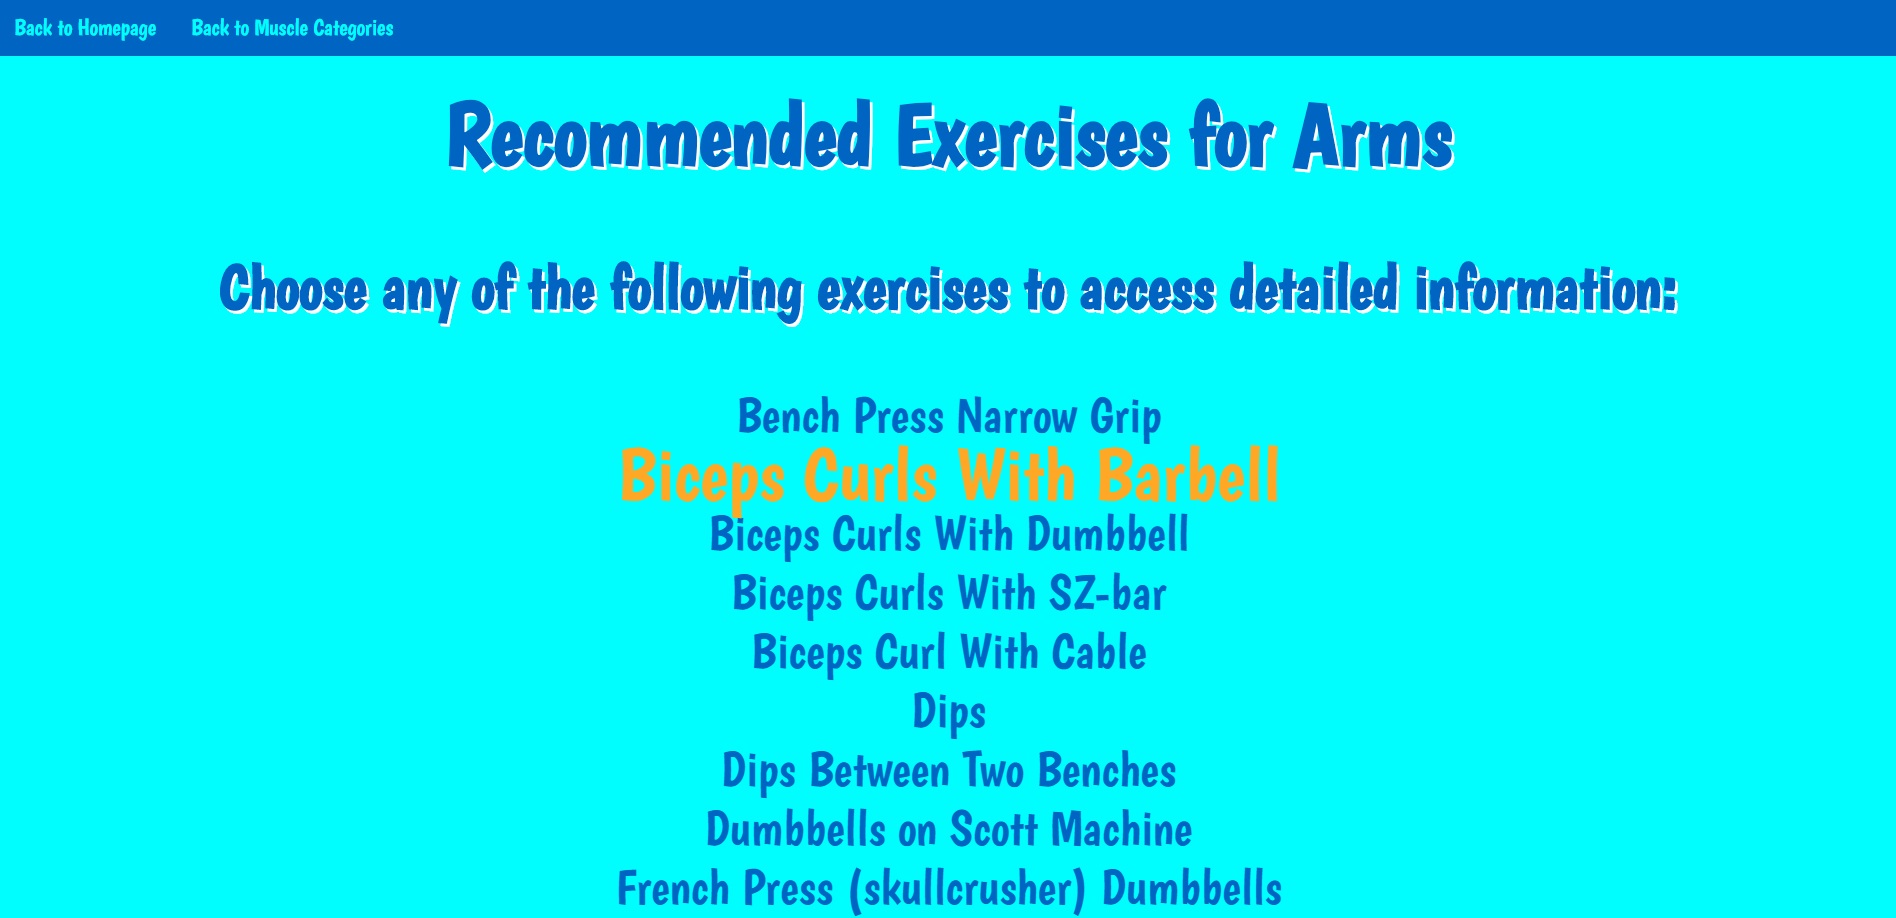 Back to Homepage Back to Muscle Categories
Recommended Exercises for Arms
Choose any of the following exercises to access detailed information:
Bench Press Narrow Grip
Biceps Curls With Barbell
Biceps Curls With Dumbbell
Biceps Curls With SZ-bar
Biceps Curl With Cable
Dips
Dips Between Two Benches
Dumbbells on Scott Machine
French Press (skullcrusher) Dumbbells